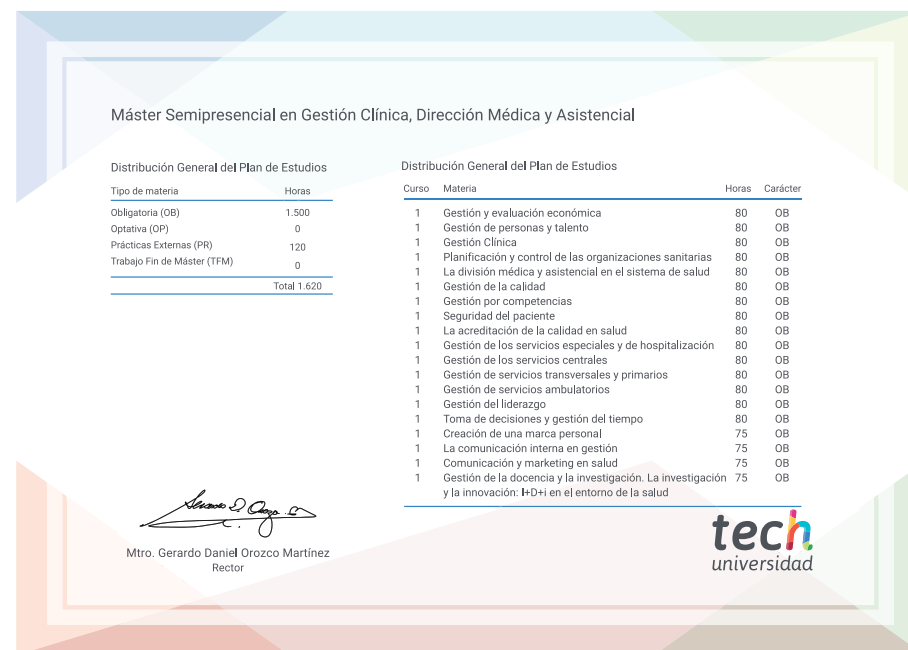 Máster Semipresencial en Gestión Clínica, Dirección Médica y Asistencial
Distribución General del Plan de Estudios
Tipo de materia Horas
Obligatoria (OB) 1.500
Optativa (OP) 0
Prácticas Externas (PR) 120
Trabajo Fin de Máster (TFM) 0
Total 1.620
Distribución General del Plan de Estudios
Curso Materia Horas Carácter
1 Gestión y evaluación económica 80 OB
1 Gestión de personas y talento 80 OB
1 Gestión Clínica 80 OB
1 Planificación y control de las organizaciones sanitarias 80 OB
1 La división médica y asistencial en el sistema de salud 80 OB
1 Gestión de la calidad 80 OB
1 Gestión por competencias 80 OB
1 Seguridad del paciente 80 OB
1 La acreditación de la calidad en salud 80 OB
1 Gestión de los servicios especiales y de hospitalización 80 OB
1 Gestión de los servicios centrales 80 OB
1 Gestión de servicios transversales y primarios 80 OB
1 Gestión de servicios ambulatorios 80 OB
1 Gestión del liderazgo 80 OB
1 Toma de decisiones y gestión del tiempo 80 OB
1 Creación de una marca personal 75 OB
1 La comunicación interna en gestión 75 OB
1 Comunicación y marketing en salud 75 OB
1 Gestión de la docencia y la investigación. La investigación 75 OB
y la innovación: I+D+i en el entorno de la salud
Mtro. Gerardo Daniel Orozco Martínez
Rector
tech
universidad